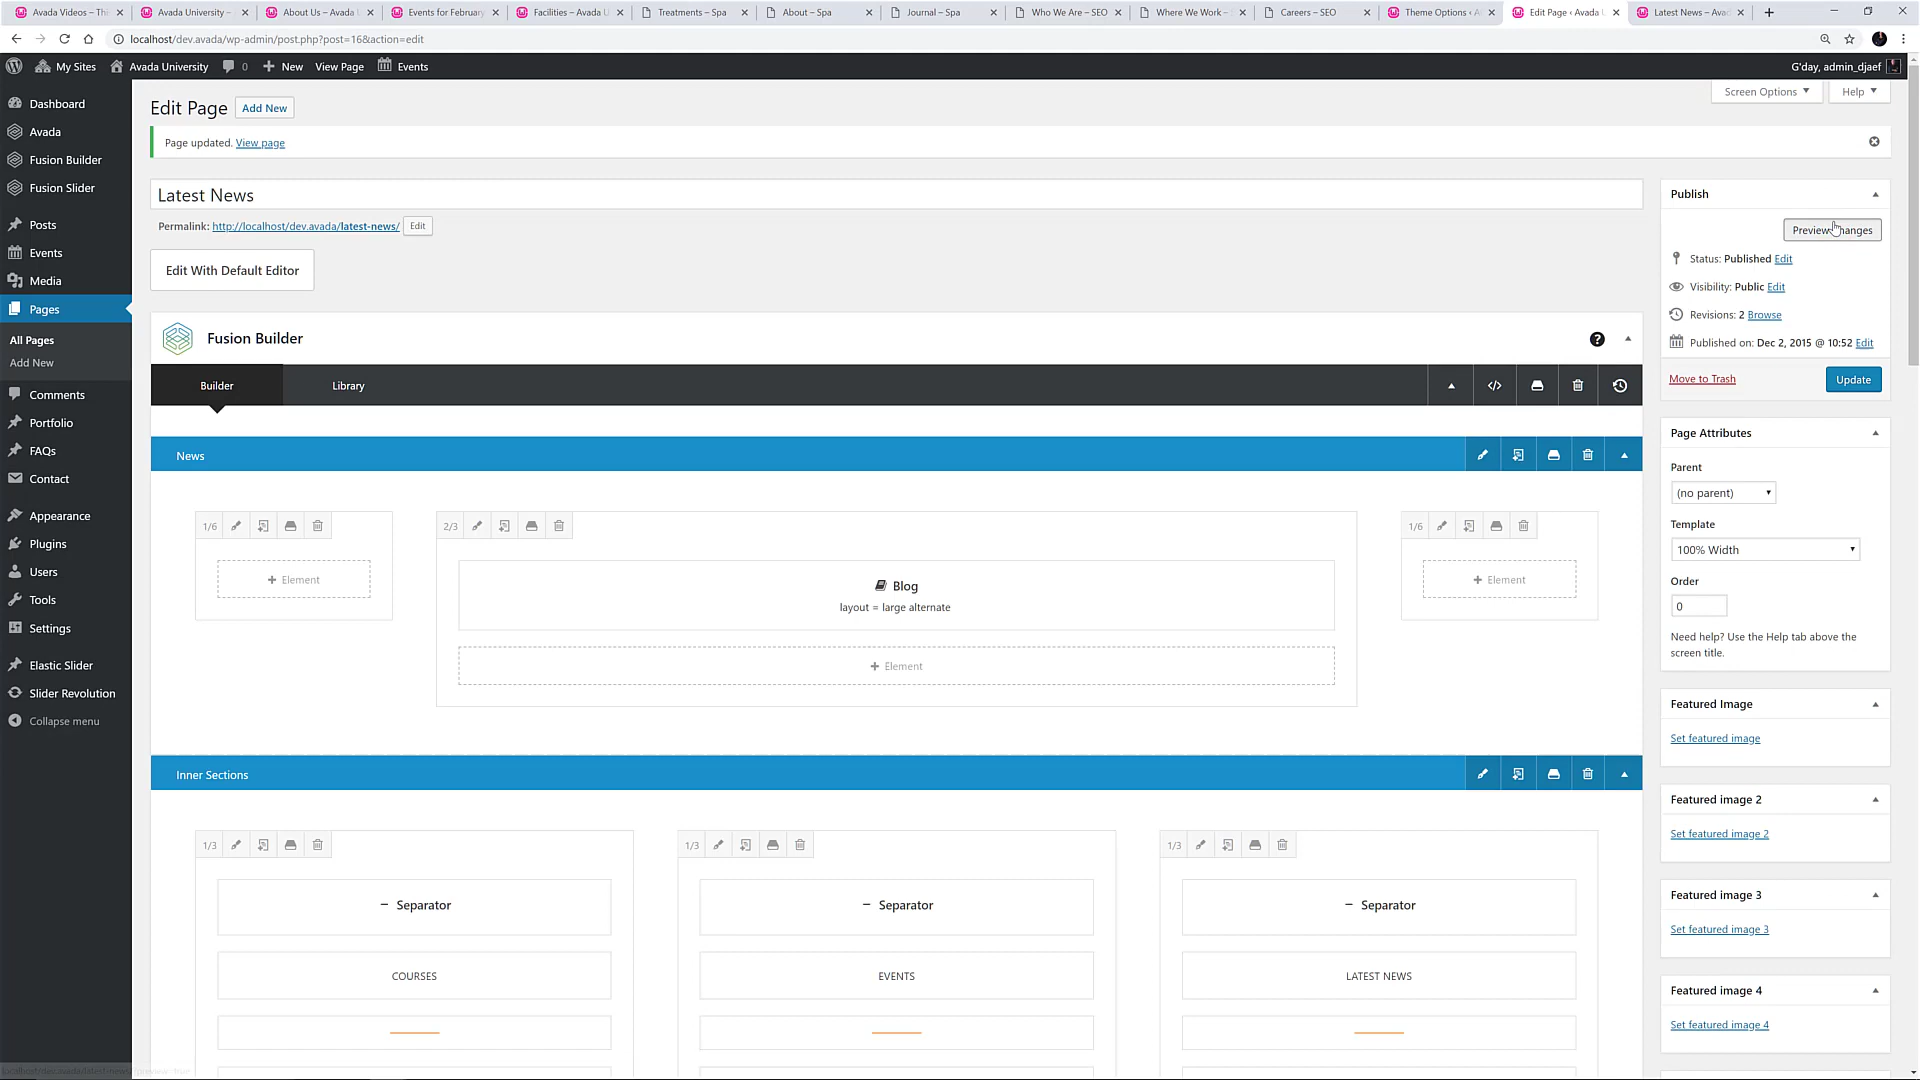 Avada Videos – Thi
Avada University –
About Us – Avada U
Events for February
Facilities – Avada U
Treatments – Spa
About – Spa
Journal – Spa
Who We Are – SEO
Where We Work –
Careers – SEO
Theme Options ‹ A
Edit Page ‹ Avada U
Latest News – Avad
localhost/dev.avada/wp-admin/post.php?post=16&action=edit
My Sites
Avada University
0
New
View Page
Events
G'day, admin_djaef
Dashboard
Avada
Fusion Builder
Fusion Slider
Posts
Events
Media
Pages
All Pages
Add New
Comments
Portfolio
FAQs
Contact
Appearance
Plugins
Users
Tools
Settings
Elastic Slider
Slider Revolution
Collapse menu
Edit Page
Add New
Screen Options
Help
Page updated. View page
Latest News
Permalink: http://localhost/dev.avada/latest-news/ Edit
Edit With Default Editor
Fusion Builder
Builder
Library
News
1/6
+ Element
2/3
Blog
layout = large alternate
+ Element
1/6
+ Element
Inner Sections
1/3
Separator
COURSES
1/3
Separator
EVENTS
1/3
Separator
LATEST NEWS
Publish
Preview Changes
Status: Published Edit
Visibility: Public Edit
Revisions: 2 Browse
Published on: Dec 2, 2015 @ 10:52 Edit
Move to Trash
Update
Page Attributes
Parent
(no parent)
Template
100% Width
Order
0
Need help? Use the Help tab above the
screen title.
Featured Image
Set featured image
Featured image 2
Set featured image 2
Featured image 3
Set featured image 3
Featured image 4
Set featured image 4